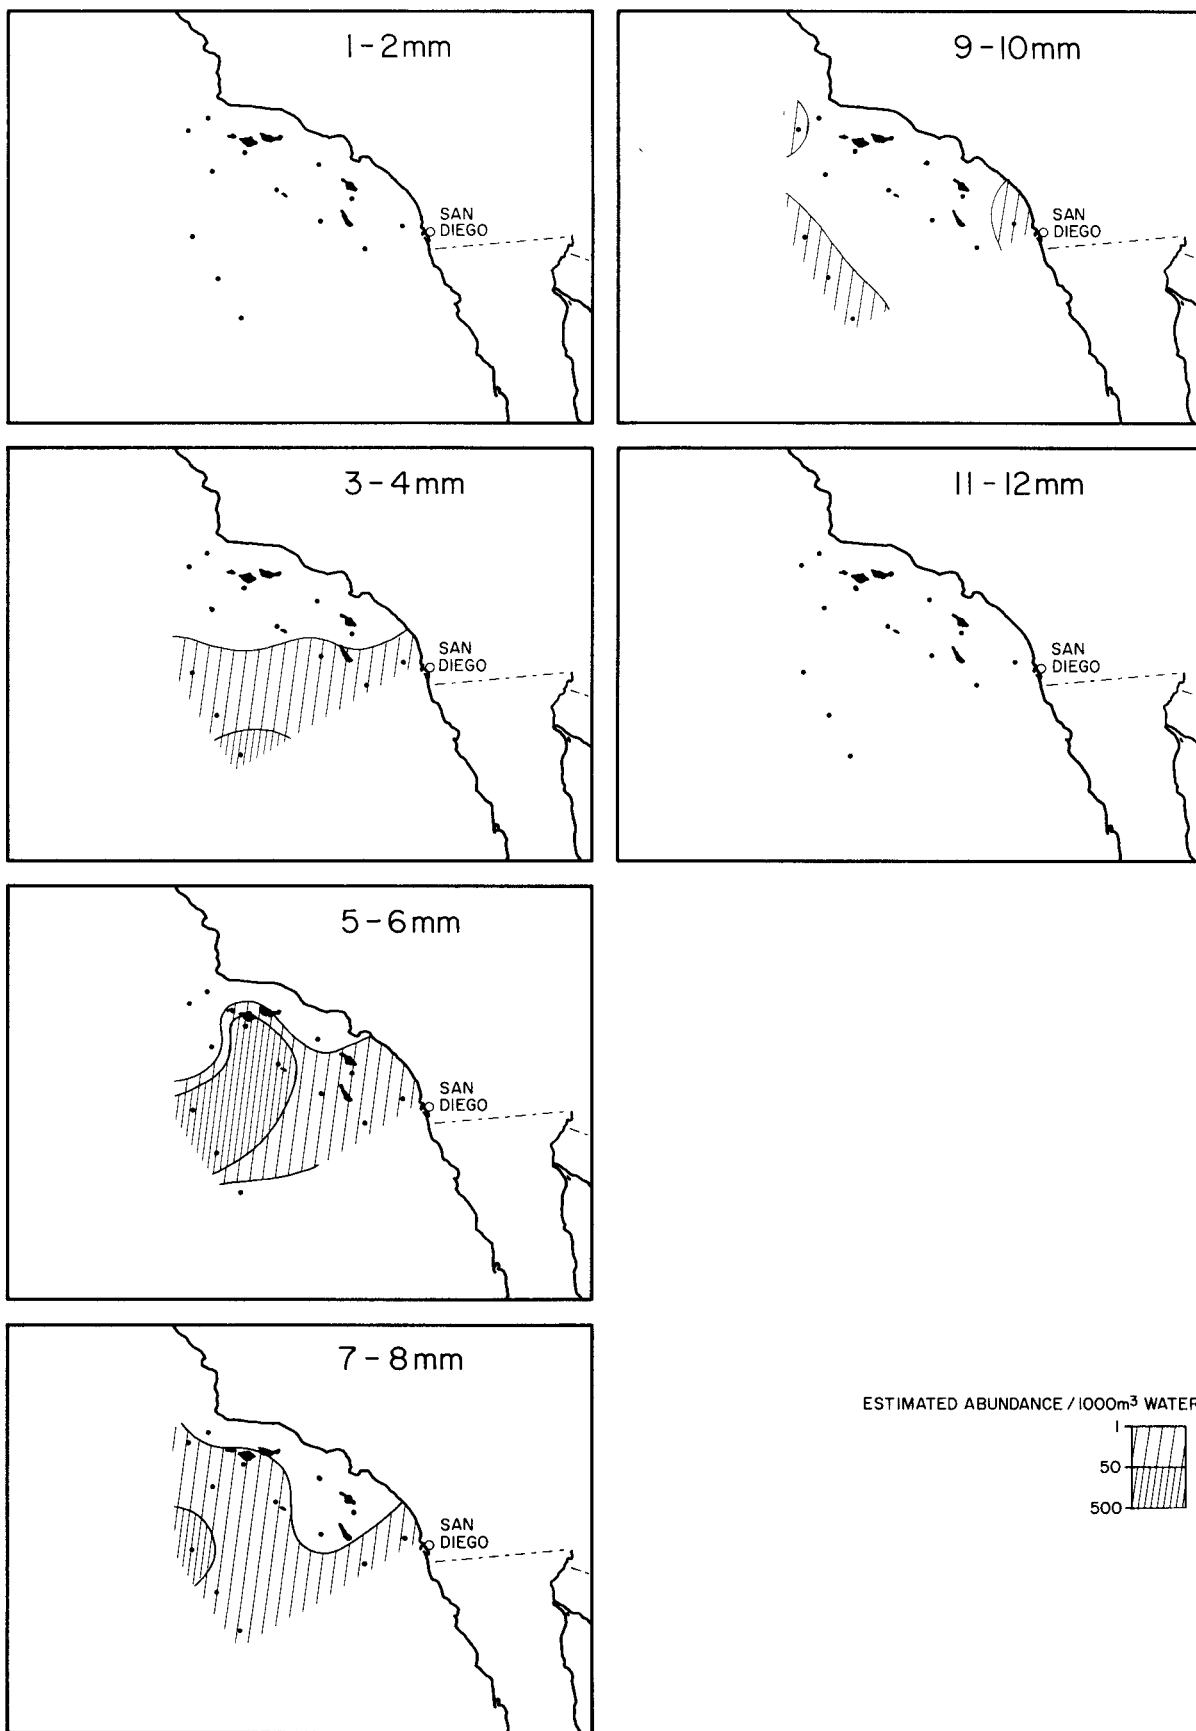 1-2mm
SAN
DIEGO
9-10mm
SAN
DIEGO
3-4mm
SAN
DIEGO
11-12mm
SAN
DIEGO
5-6mm
SAN
DIEGO
7-8mm
SAN
DIEGO
ESTIMATED ABUNDANCE/1000m³ WATER
1
50
500